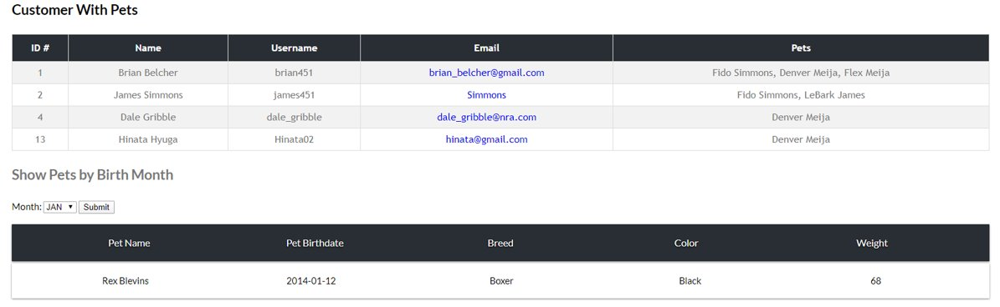 Customer With Pets
ID # Name Username Email Pets
1 Brian Belcher brian451 brian_belcher@gmail.com Fido Simmons, Denver Meija, Flex Meija
2 James Simmons james451 Simmons Fido Simmons, LeBark James
4 Dale Gribble dale_gribble dale_gribble@nra.com Denver Meija
13 Hinata Hyuga Hinata02 hinata@gmail.com Denver Meija
Show Pets by Birth Month
Month: JAN Submit
Pet Name Pet Birthdate Breed Color Weight
Rex Blevins 2014-01-12 Boxer Black 68